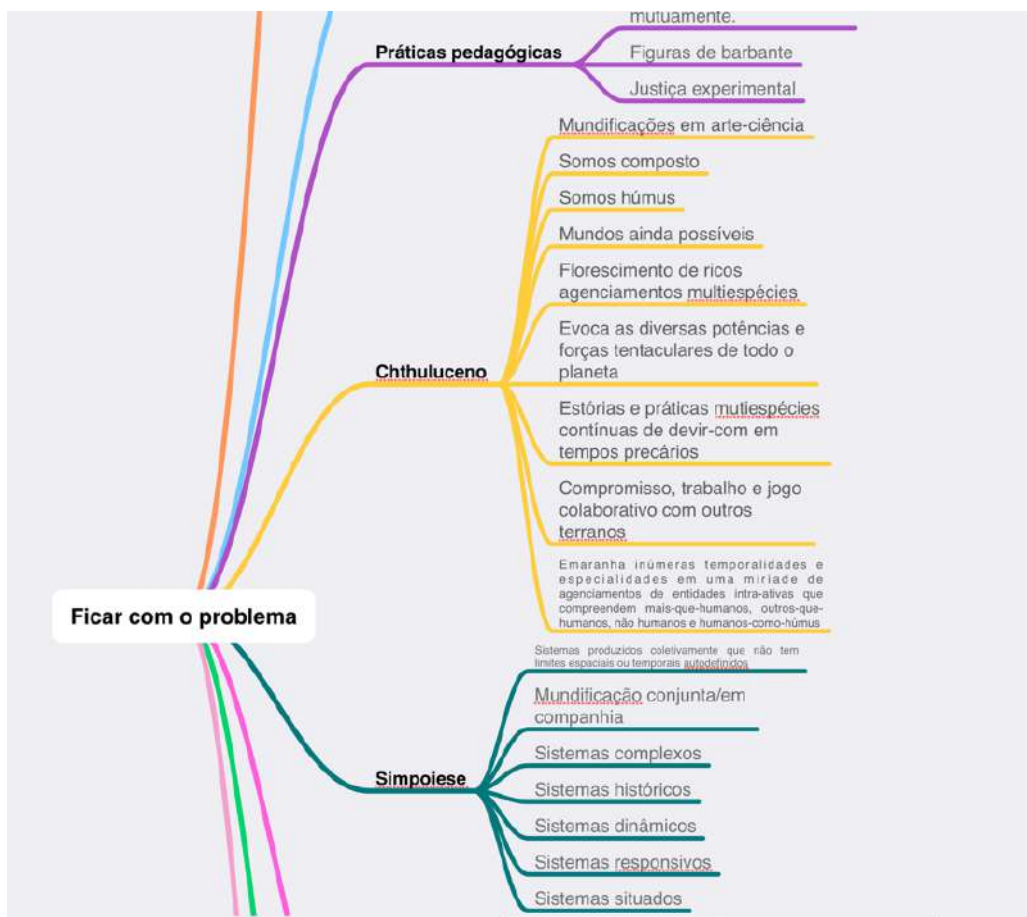 mutuamente.
Práticas pedagógicas
Figuras de barbante
Justiça experimental
Mundificações em arte-ciência
Somos composto
Somos húmus
Mundos ainda possíveis
Florescimento de ricos
agenciamentos multiespécies
Evoca as diversas potências e
forças tentaculares de todo o
planeta
Chthuluceno
Estórias e práticas mutiespécies
contínuas de devir-com em
tempos precários
Compromisso, trabalho e jogo
colaborativo com outros
terranos
Emaranha inúmeras temporalidades e
especialidades em uma miríade de
agenciamentos de entidades intra-ativas que
compreendem mais-que-humanos, outros-que-
humanos, não humanos e humanos-como-húmus
Ficar com o problema
Sistemas produzidos coletivamente que não tem
limites espaciais ou temporais autodefinidos
Mundificação conjunta/em
companhia
Sistemas complexos
Simpoiese
Sistemas históricos
Sistemas dinâmicos
Sistemas responsivos
Sistemas situados